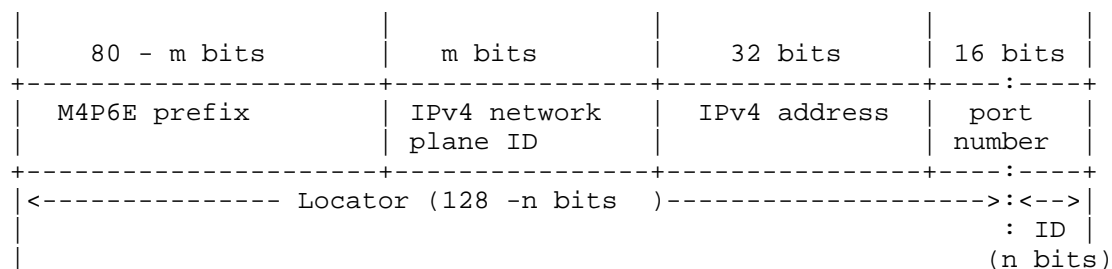 |                      |                |                |         |
|    80 - m bits       |   m bits       |    32 bits     | 16 bits |
+----------------------+----------------+----------------+----:----+
|  M4P6E prefix        | IPv4 network   |  IPv4 address  |  port   |
|                      | plane ID       |                | number  |
+----------------------+----------------+----------------+----:----+
|<--------------- Locator (128 -n bits  )-------------------->:<-->|
|                                                             : ID |
|                                                            (n bits)